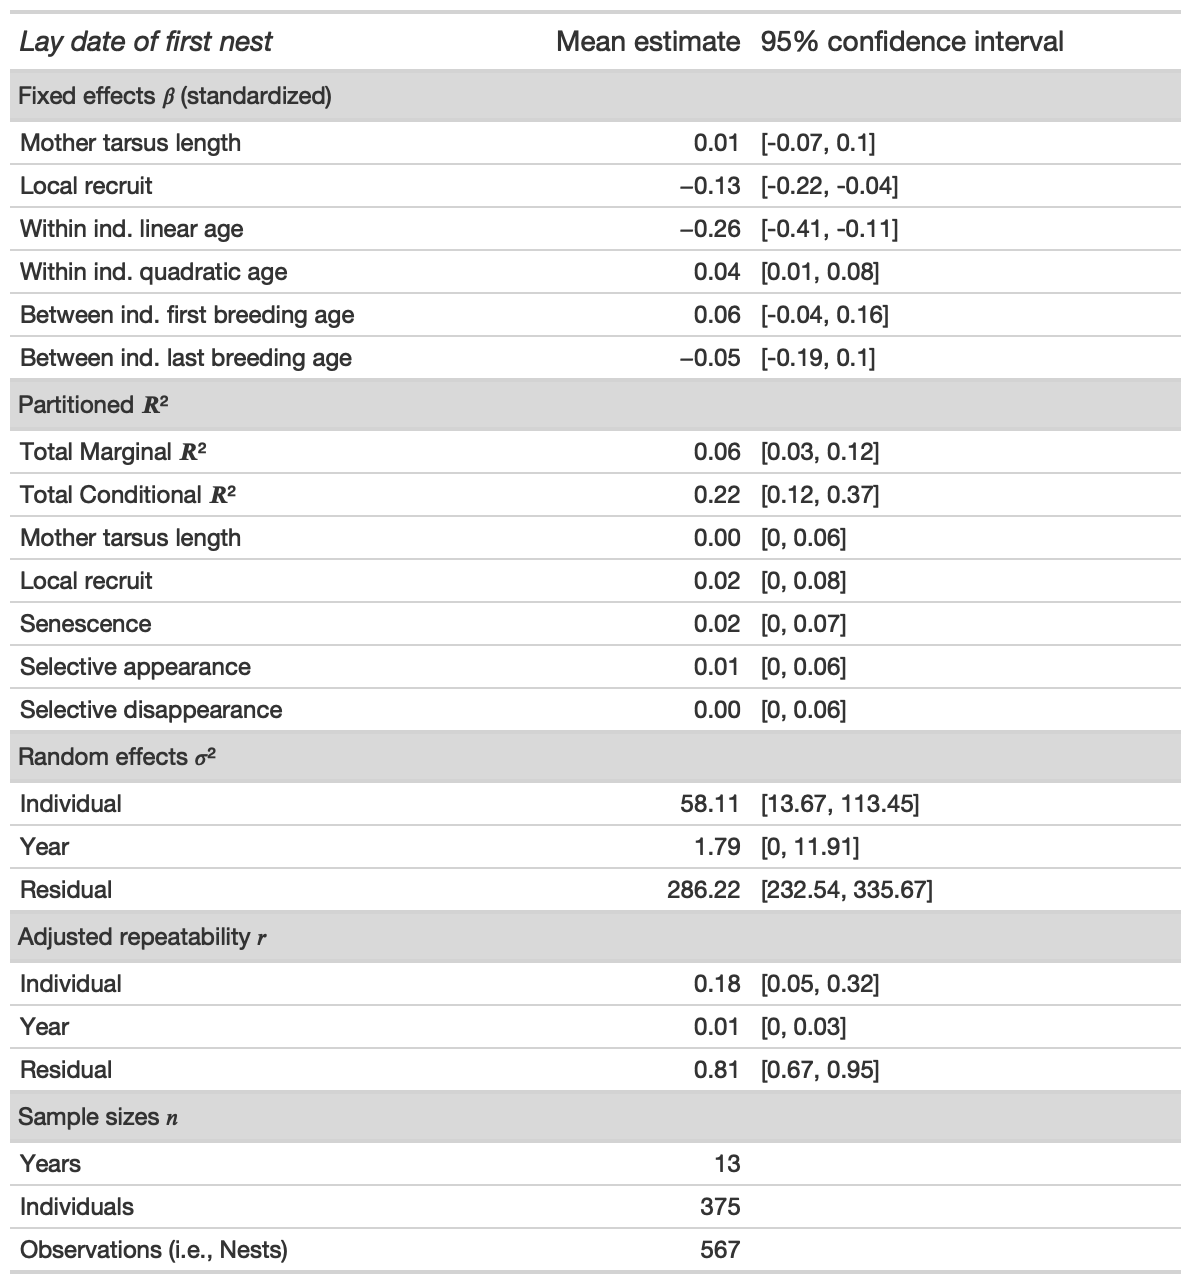 Lay date of first nest Mean estimate 95% confidence interval
Fixed effects β (standardized)
Mother tarsus length 0.01 [-0.07, 0.1]
Local recruit −0.13 [-0.22, -0.04]
Within ind. linear age −0.26 [-0.41, -0.11]
Within ind. quadratic age 0.04 [0.01, 0.08]
Between ind. first breeding age 0.06 [-0.04, 0.16]
Between ind. last breeding age −0.05 [-0.19, 0.1]
Partitioned R²
Total Marginal R² 0.06 [0.03, 0.12]
Total Conditional R² 0.22 [0.12, 0.37]
Mother tarsus length 0.00 [0, 0.06]
Local recruit 0.02 [0, 0.08]
Senescence 0.02 [0, 0.07]
Selective appearance 0.01 [0, 0.06]
Selective disappearance 0.00 [0, 0.06]
Random effects σ²
Individual 58.11 [13.67, 113.45]
Year 1.79 [0, 11.91]
Residual 286.22 [232.54, 335.67]
Adjusted repeatability r
Individual 0.18 [0.05, 0.32]
Year 0.01 [0, 0.03]
Residual 0.81 [0.67, 0.95]
Sample sizes n
Years 13
Individuals 375
Observations (i.e., Nests) 567